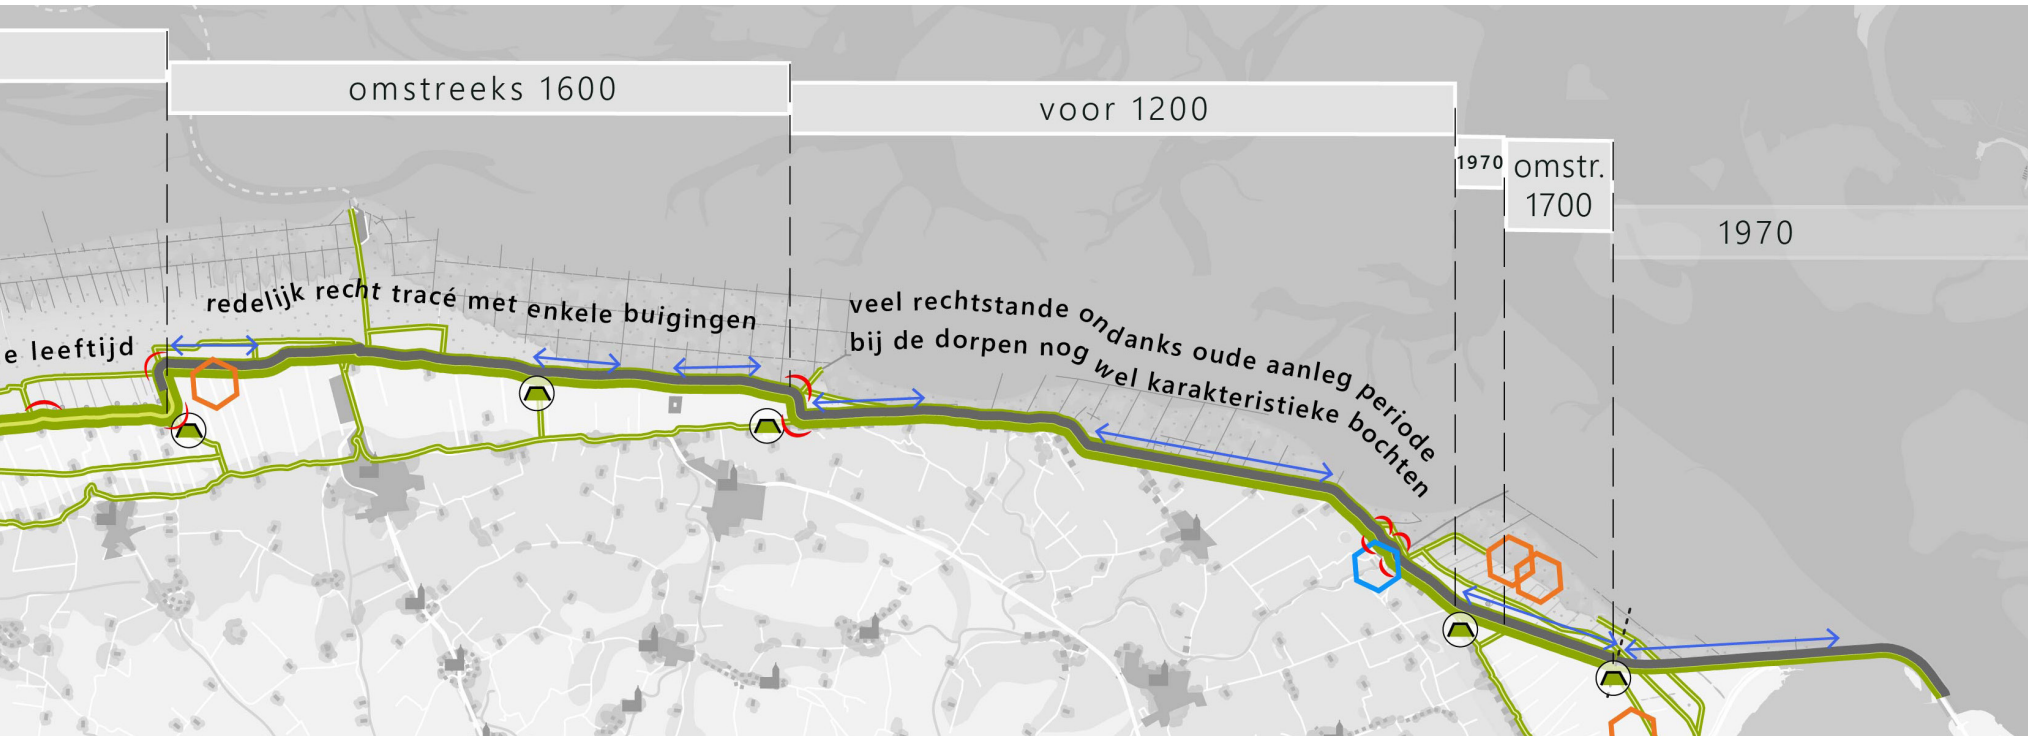 omstreeks 1600
voor 1200
1970
omstr.
1700
1970
redelijk recht tracé met enkele buigingen
veel rechtstande ondanks oude aanleg periode
bij de dorpen nog wel karakteristieke bochten
e leeftijd